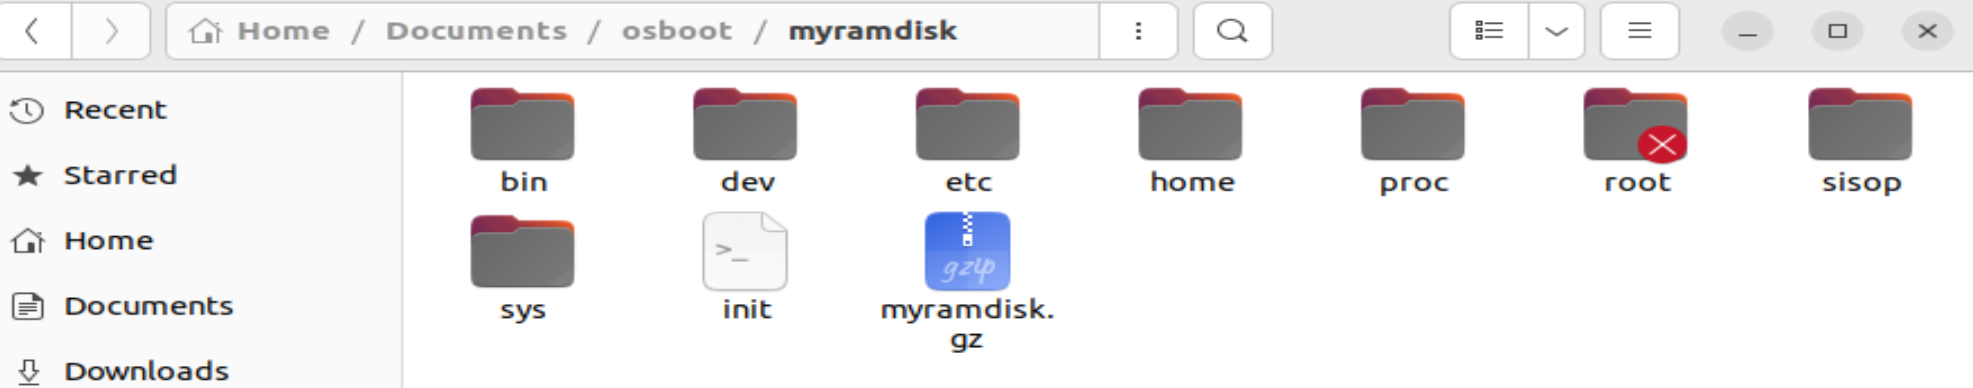 Home / Documents / osboot / myramdisk
Recent
Starred
Home
Documents
Downloads
bin
dev
etc
home
proc
root
sisop
sys
>_
init
gzip
myramdisk.
gz